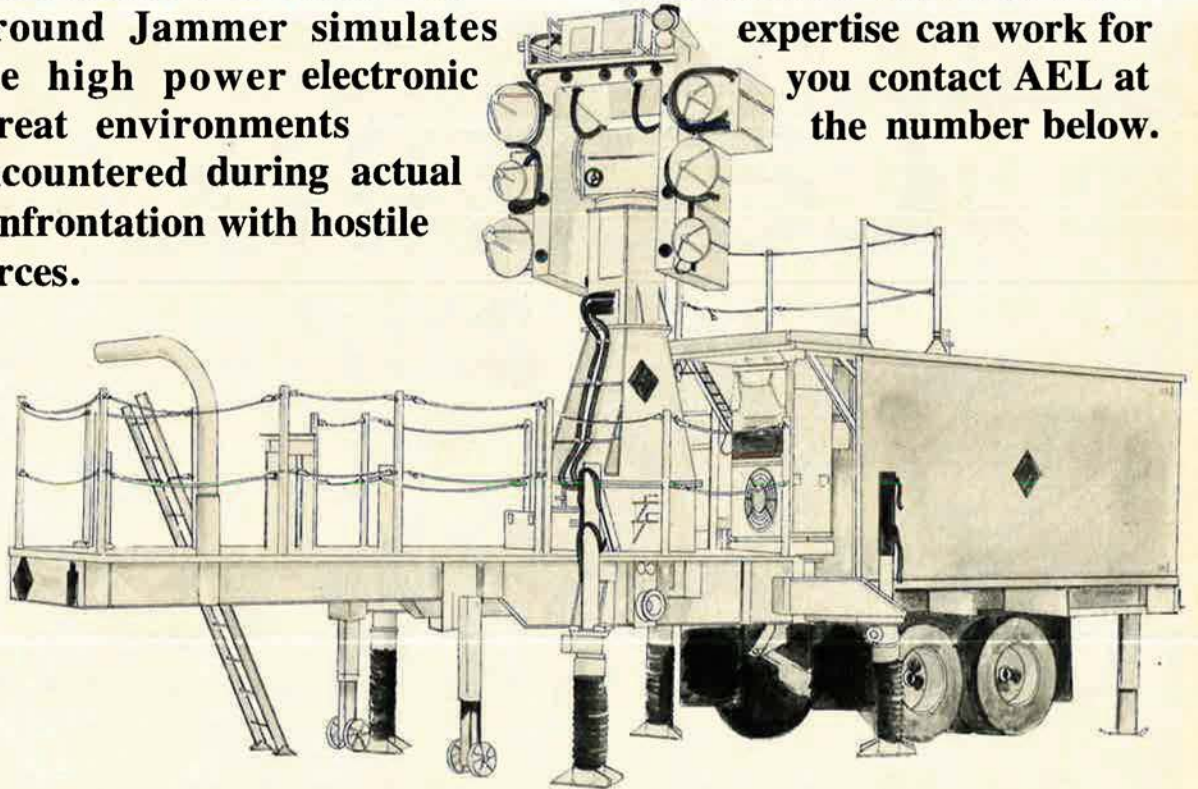 round Jammer simulates
e high power electronic
reat environments
countered during actual
nfrontation with hostile
rces.
expertise can work for
you contact AEL at
the number below.